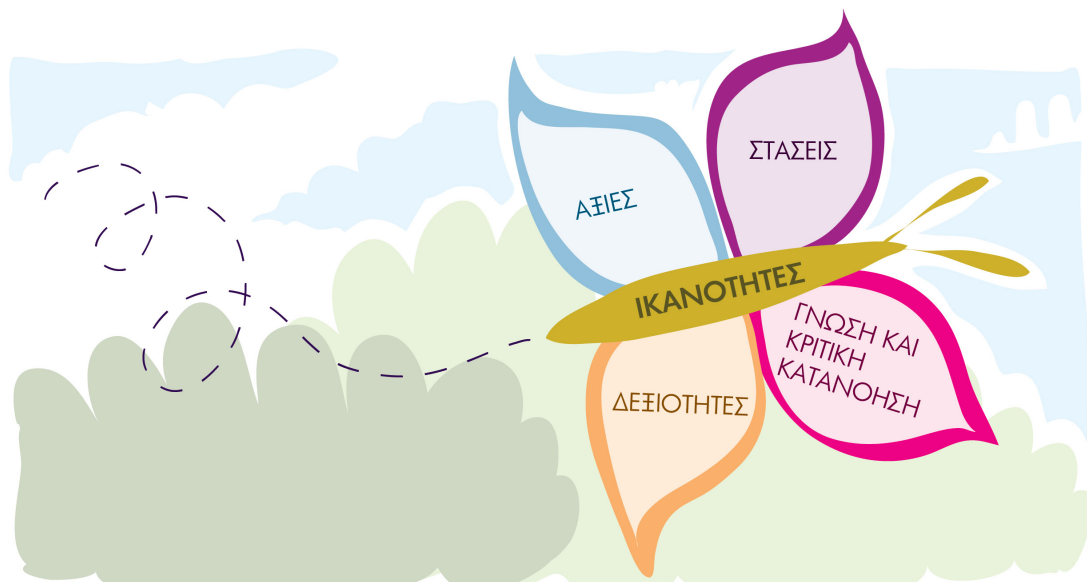 ΣΤΑΣΕΙΣ
ΑΞΙΕΣ
ΙΚΑΝΟΤΗΤΕΣ
ΓΝΩΣΗ ΚΑΙ
ΚΡΙΤΙΚΗ
ΚΑΤΑΝΟΗΣΗ
ΔΕΞΙΟΤΗΤΕΣ